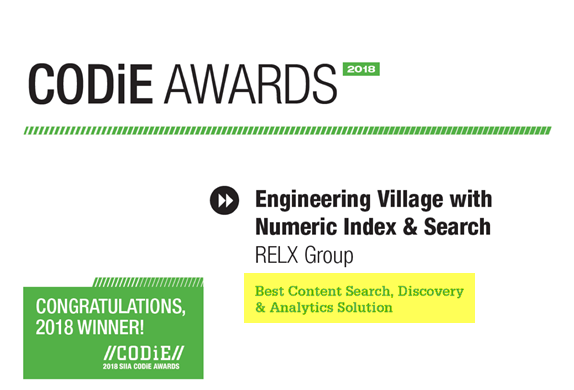 CODiE AWARDS 2018
Engineering Village with
Numeric Index & Search
RELX Group
Best Content Search, Discovery
& Analytics Solution
CONGRATULATIONS,
2018 WINNER!
//CODiE//
2018 SIIA CODiE AWARDS